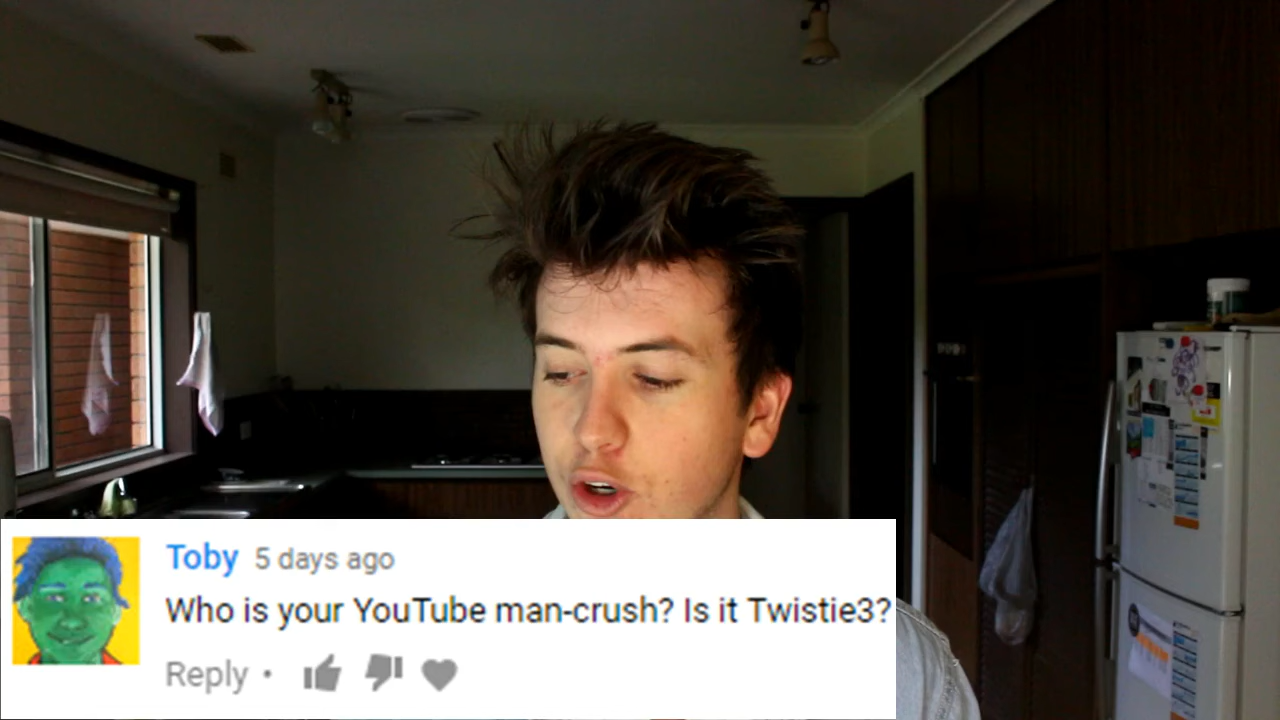 Toby 5 days ago
Who is your YouTube man-crush? Is it Twistie3?
Reply •